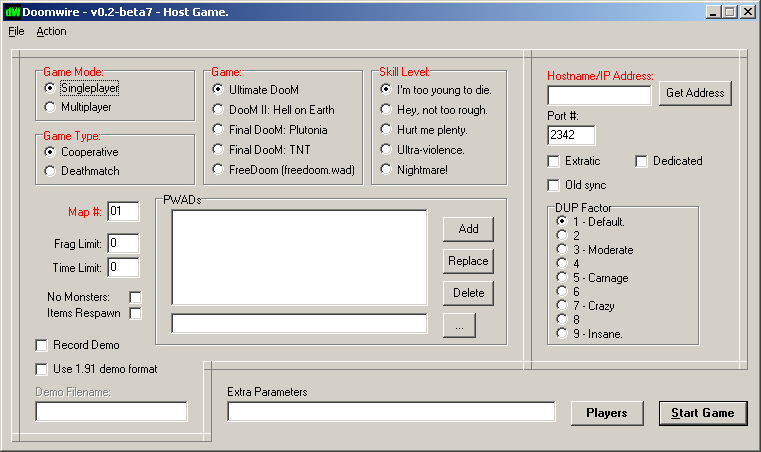 dW Doomwire - v0.2-beta7 - Host Game.
File Action
Game Mode:
Singleplayer
Multiplayer
Game Type:
Cooperative
Deathmatch
Game:
Ultimate DooM
DooM II: Hell on Earth
Final DooM: Plutonia
Final DooM: TNT
FreeDoom (freedoom.wad)
Skill Level:
I'm too young to die.
Hey, not too rough.
Hurt me plenty.
Ultra-violence.
Nightmare!
Hostname/IP Address:
Get Address
Port #:
2342
Extratic Dedicated
Old sync
DUP Factor
1 - Default.
2
3 - Moderate
4
5 - Carnage
6
7 - Crazy
8
9 - Insane.
Map #: 01
Frag Limit: 0
Time Limit: 0
No Monsters:
Items Respawn
PWADs
Add
Replace
Delete
...
Record Demo
Use 1.91 demo format
Demo Filename:
Extra Parameters
Players
Start Game